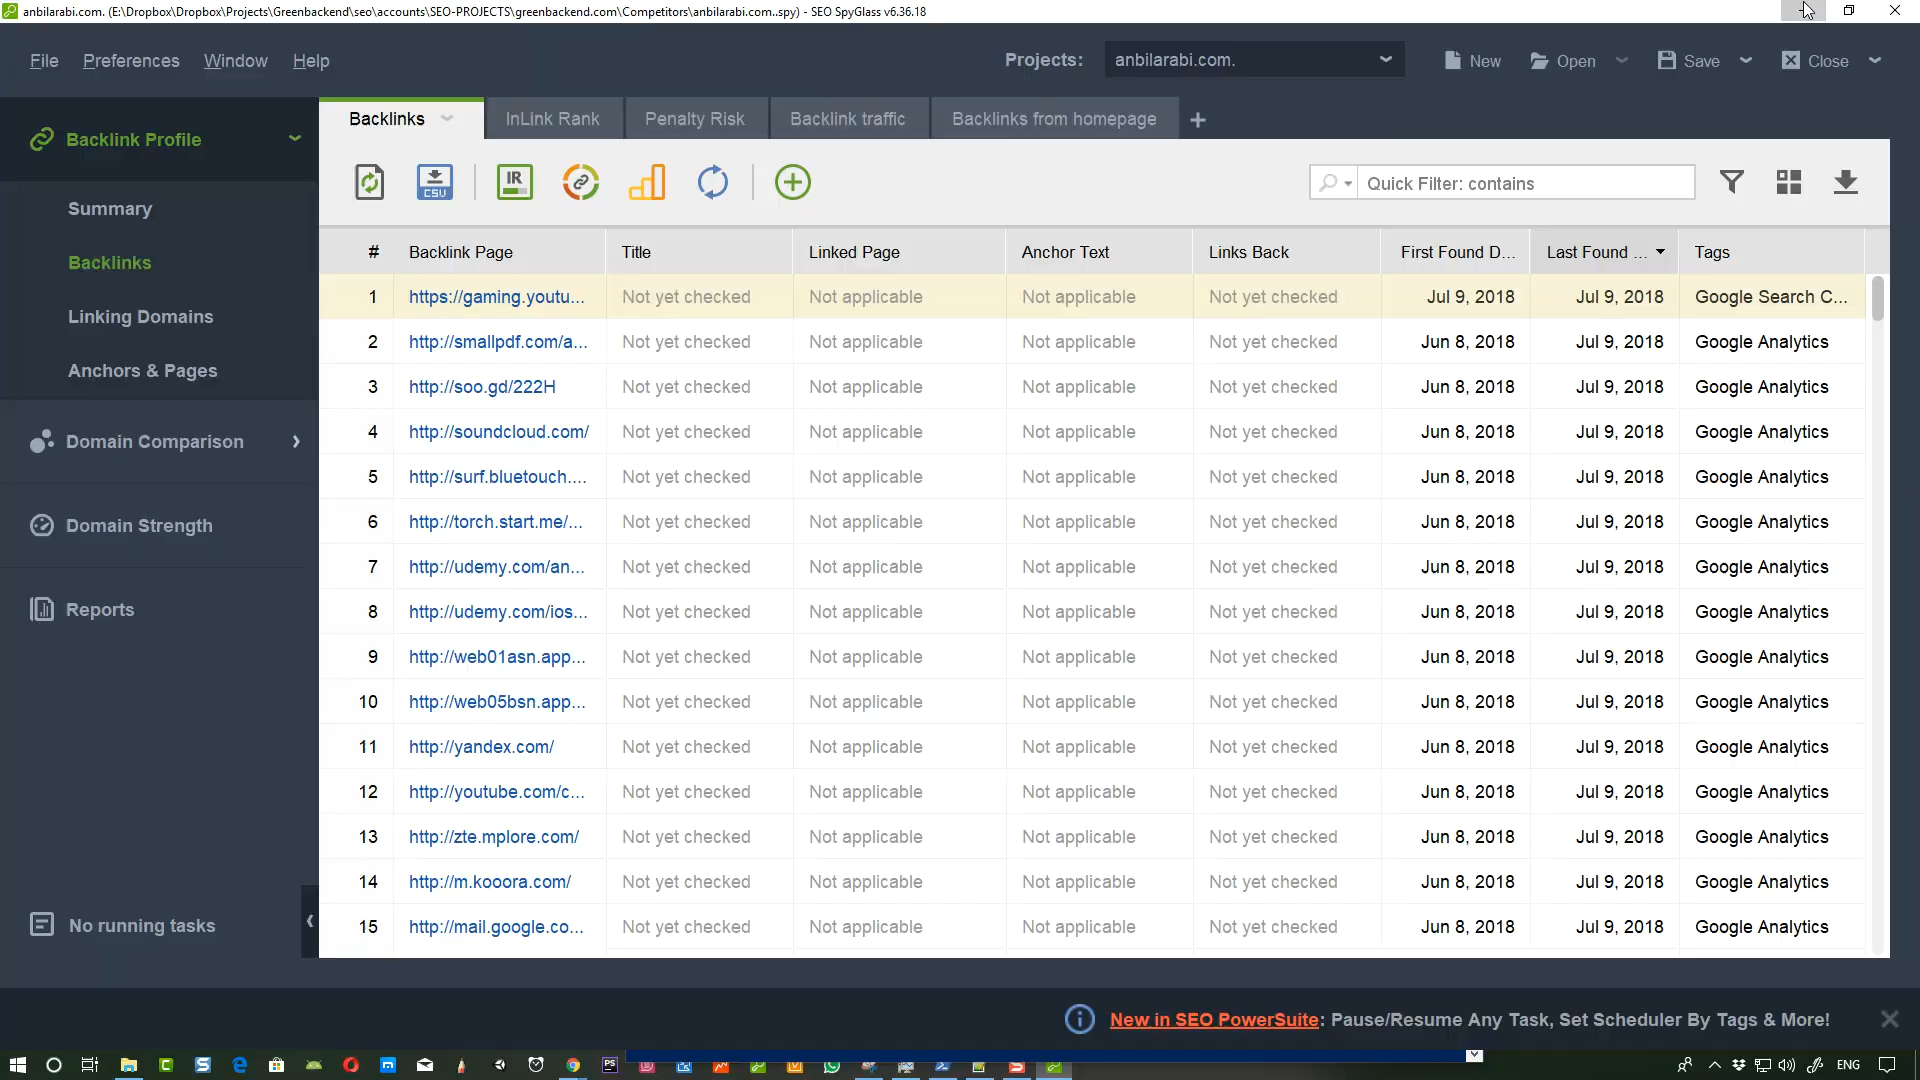 anbilarabi.com. (E:\Dropbox\Dropbox\Projects\Greenbackend\seo\accounts\SEO-PROJECTS\greenbackend.com\Competitors\anbilarabi.com..spy) - SEO SpyGlass v6.36.18
File Preferences Window Help Projects: anbilarabi.com. New Open Save Close
Backlink Profile
Summary
Backlinks
Linking Domains
Anchors & Pages
Domain Comparison
Domain Strength
Reports
No running tasks
Backlinks InLink Rank Penalty Risk Backlink traffic Backlinks from homepage +
CSV IR Quick Filter: contains
# Backlink Page Title Linked Page Anchor Text Links Back First Found D... Last Found ... Tags
1 https://gaming.youtu... Not yet checked Not applicable Not applicable Not yet checked Jul 9, 2018 Jul 9, 2018 Google Search C...
2 http://smallpdf.com/a... Not yet checked Not applicable Not applicable Not yet checked Jun 8, 2018 Jul 9, 2018 Google Analytics
3 http://soo.gd/222H Not yet checked Not applicable Not applicable Not yet checked Jun 8, 2018 Jul 9, 2018 Google Analytics
4 http://soundcloud.com/ Not yet checked Not applicable Not applicable Not yet checked Jun 8, 2018 Jul 9, 2018 Google Analytics
5 http://surf.bluetouch.... Not yet checked Not applicable Not applicable Not yet checked Jun 8, 2018 Jul 9, 2018 Google Analytics
6 http://torch.start.me/... Not yet checked Not applicable Not applicable Not yet checked Jun 8, 2018 Jul 9, 2018 Google Analytics
7 http://udemy.com/an... Not yet checked Not applicable Not applicable Not yet checked Jun 8, 2018 Jul 9, 2018 Google Analytics
8 http://udemy.com/ios... Not yet checked Not applicable Not applicable Not yet checked Jun 8, 2018 Jul 9, 2018 Google Analytics
9 http://web01asn.app... Not yet checked Not applicable Not applicable Not yet checked Jun 8, 2018 Jul 9, 2018 Google Analytics
10 http://web05bsn.app... Not yet checked Not applicable Not applicable Not yet checked Jun 8, 2018 Jul 9, 2018 Google Analytics
11 http://yandex.com/ Not yet checked Not applicable Not applicable Not yet checked Jun 8, 2018 Jul 9, 2018 Google Analytics
12 http://youtube.com/c... Not yet checked Not applicable Not applicable Not yet checked Jun 8, 2018 Jul 9, 2018 Google Analytics
13 http://zte.mplore.com/ Not yet checked Not applicable Not applicable Not yet checked Jun 8, 2018 Jul 9, 2018 Google Analytics
14 http://m.kooora.com/ Not yet checked Not applicable Not applicable Not yet checked Jun 8, 2018 Jul 9, 2018 Google Analytics
15 http://mail.google.co... Not yet checked Not applicable Not applicable Not yet checked Jun 8, 2018 Jul 9, 2018 Google Analytics
New in SEO PowerSuite: Pause/Resume Any Task, Set Scheduler By Tags & More!
ENG